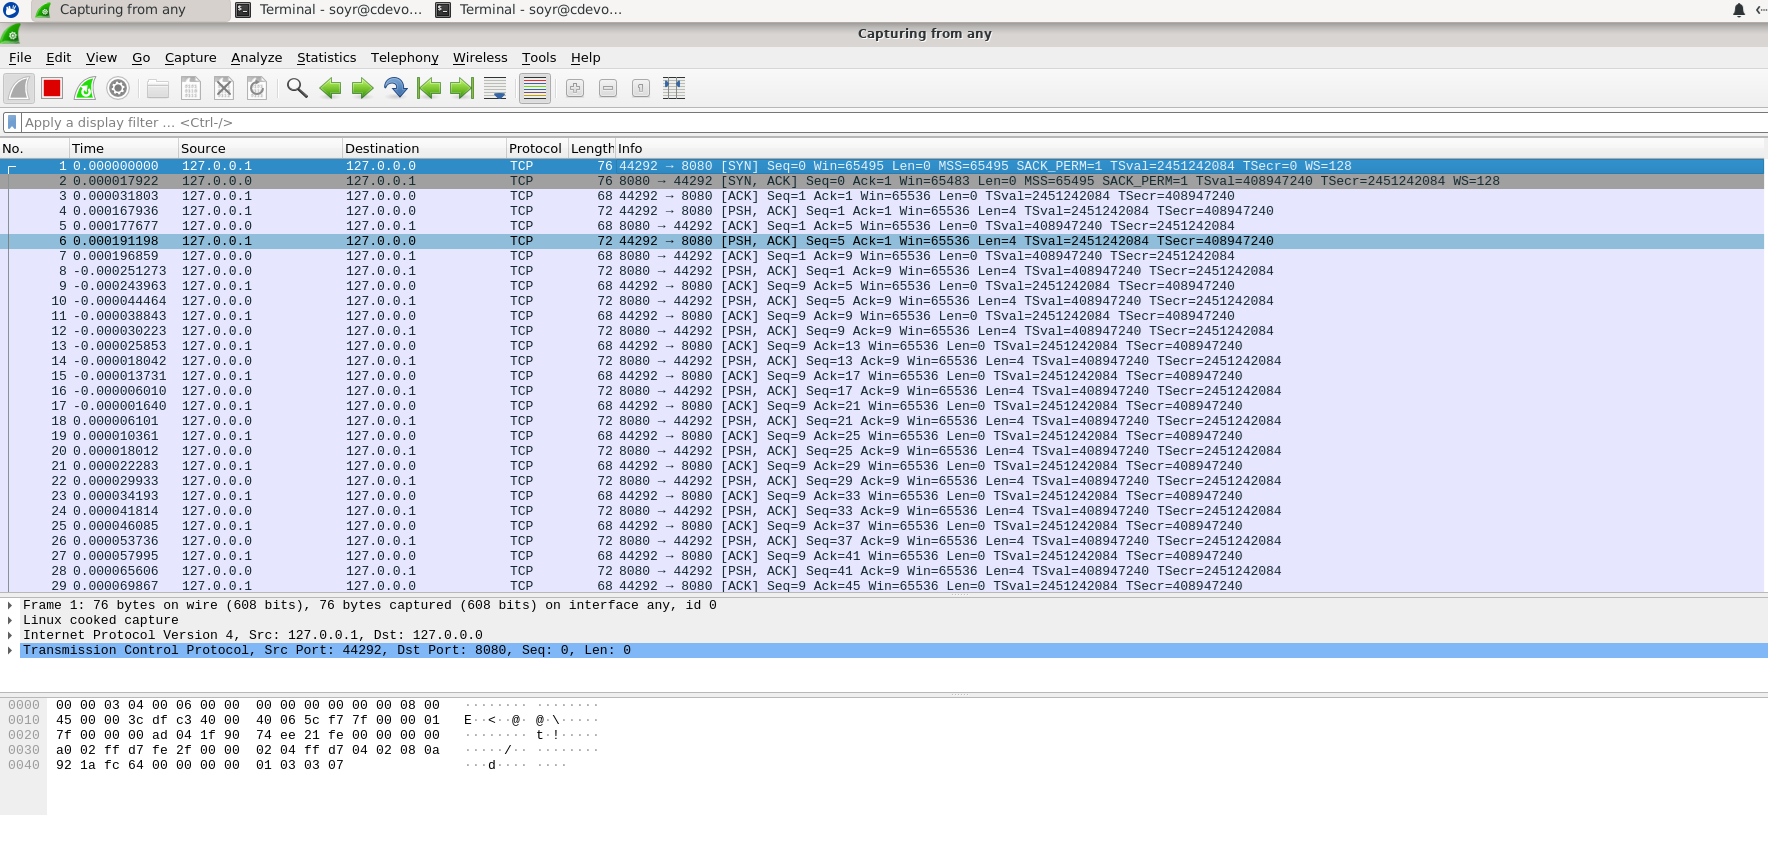 Capturing from any Terminal - soyr@cdevo... Terminal - soyr@cdevo...
Capturing from any
File Edit View Go Capture Analyze Statistics Telephony Wireless Tools Help
Apply a display filter ... <Ctrl-/>
No. Time Source Destination Protocol Length Info
1 0.000000000 127.0.0.1 127.0.0.0 TCP 76 44292 → 8080 [SYN] Seq=0 Win=65495 Len=0 MSS=65495 SACK_PERM=1 TSval=2451242084 TSecr=0 WS=128
2 0.000017922 127.0.0.0 127.0.0.1 TCP 76 8080 → 44292 [SYN, ACK] Seq=0 Ack=1 Win=65483 Len=0 MSS=65495 SACK_PERM=1 TSval=408947240 TSecr=2451242084 WS=128
3 0.000031803 127.0.0.1 127.0.0.0 TCP 68 44292 → 8080 [ACK] Seq=1 Ack=1 Win=65536 Len=0 TSval=2451242084 TSecr=408947240
4 0.000167936 127.0.0.1 127.0.0.0 TCP 72 44292 → 8080 [PSH, ACK] Seq=1 Ack=1 Win=65536 Len=4 TSval=2451242084 TSecr=408947240
5 0.000177677 127.0.0.0 127.0.0.1 TCP 68 8080 → 44292 [ACK] Seq=1 Ack=5 Win=65536 Len=0 TSval=408947240 TSecr=2451242084
6 0.000191198 127.0.0.1 127.0.0.0 TCP 72 44292 → 8080 [PSH, ACK] Seq=5 Ack=1 Win=65536 Len=4 TSval=2451242084 TSecr=408947240
7 0.000196859 127.0.0.0 127.0.0.1 TCP 68 8080 → 44292 [ACK] Seq=1 Ack=9 Win=65536 Len=0 TSval=408947240 TSecr=2451242084
8 -0.000251273 127.0.0.0 127.0.0.1 TCP 72 8080 → 44292 [PSH, ACK] Seq=1 Ack=9 Win=65536 Len=4 TSval=408947240 TSecr=2451242084
9 -0.000243963 127.0.0.1 127.0.0.0 TCP 68 44292 → 8080 [ACK] Seq=9 Ack=5 Win=65536 Len=0 TSval=2451242084 TSecr=408947240
10 -0.000044464 127.0.0.0 127.0.0.1 TCP 72 8080 → 44292 [PSH, ACK] Seq=5 Ack=9 Win=65536 Len=4 TSval=408947240 TSecr=2451242084
11 -0.000038843 127.0.0.1 127.0.0.0 TCP 68 44292 → 8080 [ACK] Seq=9 Ack=9 Win=65536 Len=0 TSval=2451242084 TSecr=408947240
12 -0.000030223 127.0.0.0 127.0.0.1 TCP 72 8080 → 44292 [PSH, ACK] Seq=9 Ack=9 Win=65536 Len=4 TSval=408947240 TSecr=2451242084
13 -0.000025853 127.0.0.1 127.0.0.0 TCP 68 44292 → 8080 [ACK] Seq=9 Ack=13 Win=65536 Len=0 TSval=2451242084 TSecr=408947240
14 -0.000018042 127.0.0.0 127.0.0.1 TCP 72 8080 → 44292 [PSH, ACK] Seq=13 Ack=9 Win=65536 Len=4 TSval=408947240 TSecr=2451242084
15 -0.000013731 127.0.0.1 127.0.0.0 TCP 68 44292 → 8080 [ACK] Seq=9 Ack=17 Win=65536 Len=0 TSval=2451242084 TSecr=408947240
16 -0.000006010 127.0.0.0 127.0.0.1 TCP 72 8080 → 44292 [PSH, ACK] Seq=17 Ack=9 Win=65536 Len=4 TSval=408947240 TSecr=2451242084
17 -0.000001640 127.0.0.1 127.0.0.0 TCP 68 44292 → 8080 [ACK] Seq=9 Ack=21 Win=65536 Len=0 TSval=2451242084 TSecr=408947240
18 0.000006101 127.0.0.0 127.0.0.1 TCP 72 8080 → 44292 [PSH, ACK] Seq=21 Ack=9 Win=65536 Len=4 TSval=408947240 TSecr=2451242084
19 0.000010361 127.0.0.1 127.0.0.0 TCP 68 44292 → 8080 [ACK] Seq=9 Ack=25 Win=65536 Len=0 TSval=2451242084 TSecr=408947240
20 0.000018012 127.0.0.0 127.0.0.1 TCP 72 8080 → 44292 [PSH, ACK] Seq=25 Ack=9 Win=65536 Len=4 TSval=408947240 TSecr=2451242084
21 0.000022283 127.0.0.1 127.0.0.0 TCP 68 44292 → 8080 [ACK] Seq=9 Ack=29 Win=65536 Len=0 TSval=2451242084 TSecr=408947240
22 0.000029933 127.0.0.0 127.0.0.1 TCP 72 8080 → 44292 [PSH, ACK] Seq=29 Ack=9 Win=65536 Len=4 TSval=408947240 TSecr=2451242084
23 0.000034193 127.0.0.1 127.0.0.0 TCP 68 44292 → 8080 [ACK] Seq=9 Ack=33 Win=65536 Len=0 TSval=2451242084 TSecr=408947240
24 0.000041814 127.0.0.0 127.0.0.1 TCP 72 8080 → 44292 [PSH, ACK] Seq=33 Ack=9 Win=65536 Len=4 TSval=408947240 TSecr=2451242084
25 0.000046085 127.0.0.1 127.0.0.0 TCP 68 44292 → 8080 [ACK] Seq=9 Ack=37 Win=65536 Len=0 TSval=2451242084 TSecr=408947240
26 0.000053736 127.0.0.0 127.0.0.1 TCP 72 8080 → 44292 [PSH, ACK] Seq=37 Ack=9 Win=65536 Len=4 TSval=408947240 TSecr=2451242084
27 0.000057995 127.0.0.1 127.0.0.0 TCP 68 44292 → 8080 [ACK] Seq=9 Ack=41 Win=65536 Len=0 TSval=2451242084 TSecr=408947240
28 0.000065606 127.0.0.0 127.0.0.1 TCP 72 8080 → 44292 [PSH, ACK] Seq=41 Ack=9 Win=65536 Len=4 TSval=408947240 TSecr=2451242084
29 0.000069867 127.0.0.1 127.0.0.0 TCP 68 44292 → 8080 [ACK] Seq=9 Ack=45 Win=65536 Len=0 TSval=2451242084 TSecr=408947240
Frame 1: 76 bytes on wire (608 bits), 76 bytes captured (608 bits) on interface any, id 0
Linux cooked capture
Internet Protocol Version 4, Src: 127.0.0.1, Dst: 127.0.0.0
Transmission Control Protocol, Src Port: 44292, Dst Port: 8080, Seq: 0, Len: 0
0000 00 00 03 04 00 06 00 00 00 00 00 00 00 00 08 00 ········ ········
0010 45 00 00 3c df c3 40 00 40 06 5c f7 7f 00 00 01 E··<··@· @·\·····
0020 7f 00 00 00 ad 04 1f 90 74 ee 21 fe 00 00 00 00 ········ t·!·····
0030 a0 02 ff d7 fe 2f 00 00 02 04 ff d7 04 02 08 0a ·····/·· ········
0040 92 1a fc 64 00 00 00 00 01 03 03 07 ···d···· ····